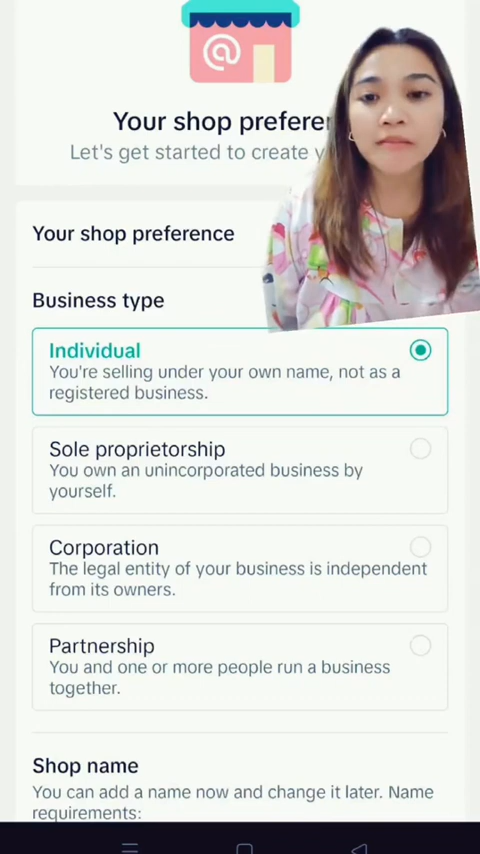 @
Your shop prefere
Let's get started to create y
Your shop preference
Business type
Individual
You're selling under your own name, not as a
registered business.
Sole proprietorship
You own an unincorporated business by
yourself.
Corporation
The legal entity of your business is independent
from its owners.
Partnership
You and one or more people run a business
together.
Shop name
You can add a name now and change it later. Name
requirements: